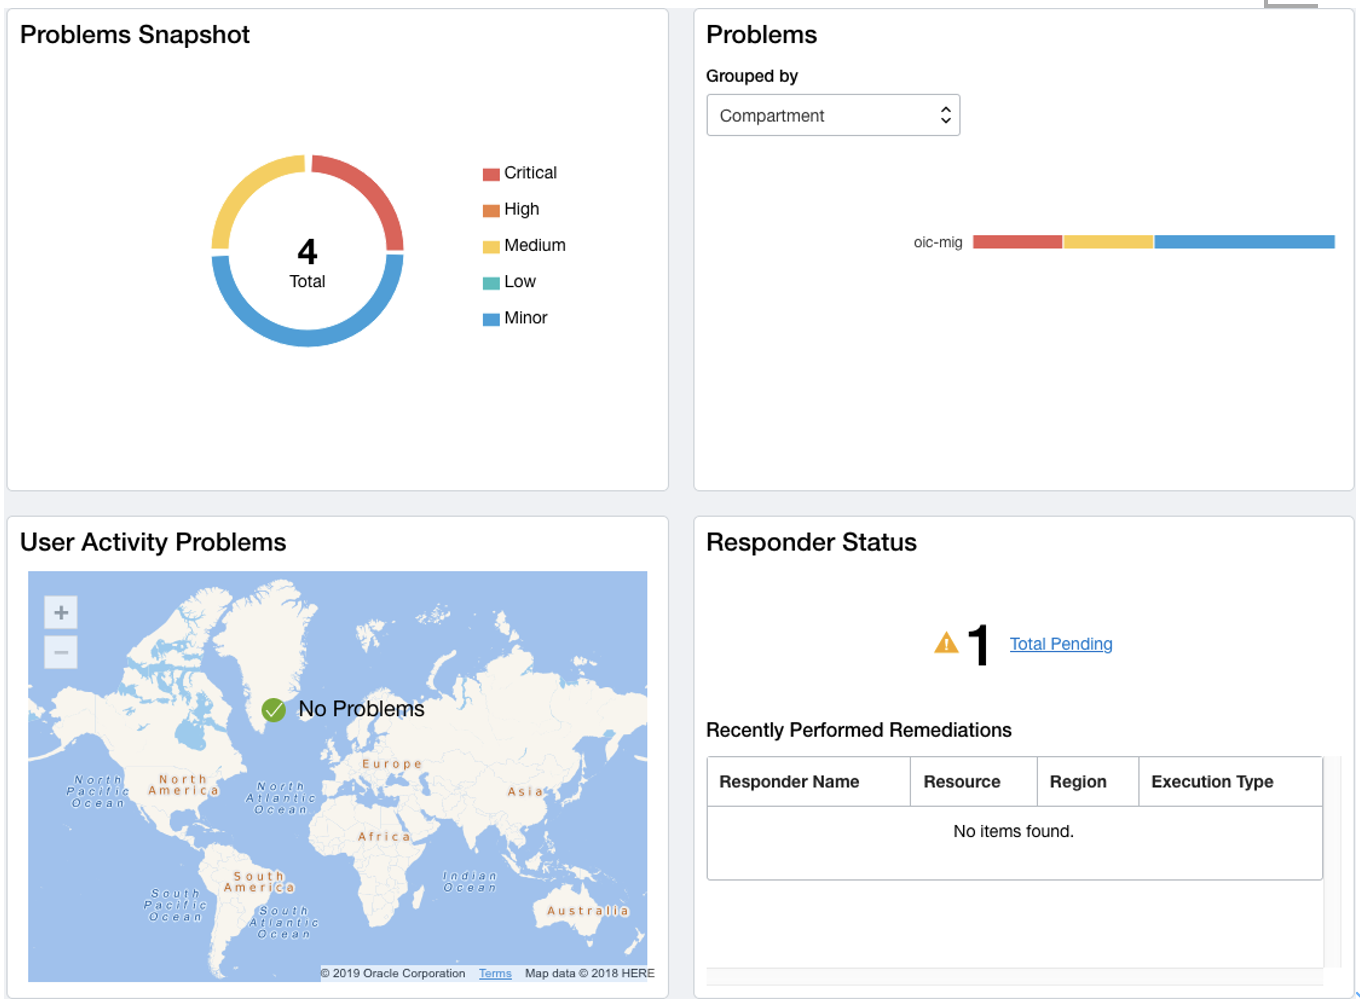 Problems Snapshot
4
Total
Critical
High
Medium
Low
Minor
Problems
Grouped by
Compartment
oic-mig
User Activity Problems
+
−
No Problems
North
Pacific
Ocean
North
America
North
Atlantic
Ocean
Europe
Asia
Africa
South
America
South
Pacific
Ocean
South
Atlantic
Ocean
Indian
Ocean
Australia
© 2019 Oracle Corporation Terms Map data © 2018 HERE
Responder Status
1 Total Pending
Recently Performed Remediations
Responder Name Resource Region Execution Type
No items found.